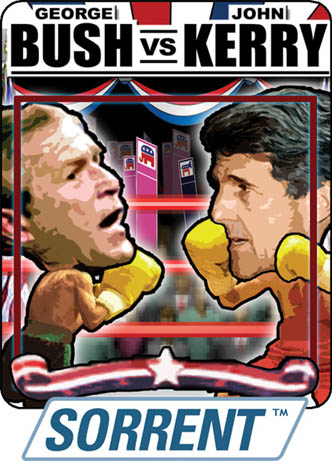 GEORGE JOHN
BUSH VS KERRY
SORRENT™